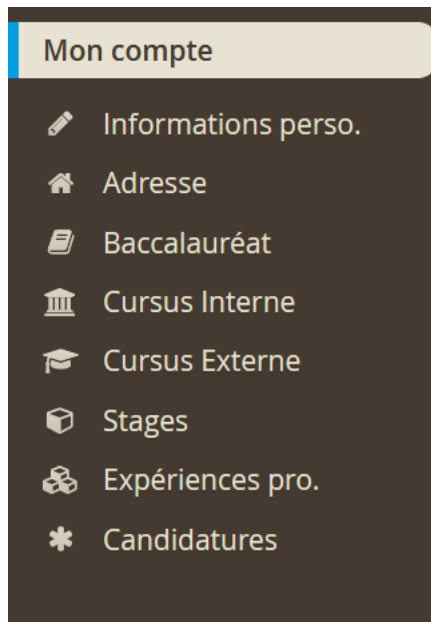 Mon compte
Informations perso.
Adresse
Baccalauréat
Cursus Interne
Cursus Externe
Stages
Expériences pro.
Candidatures